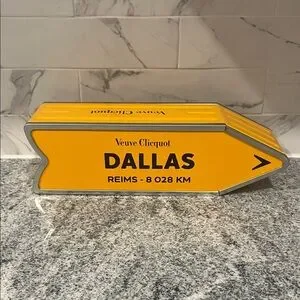 Veuve Clicquot
Veuve Clicquot
DALLAS
REIMS - 8 028 KM